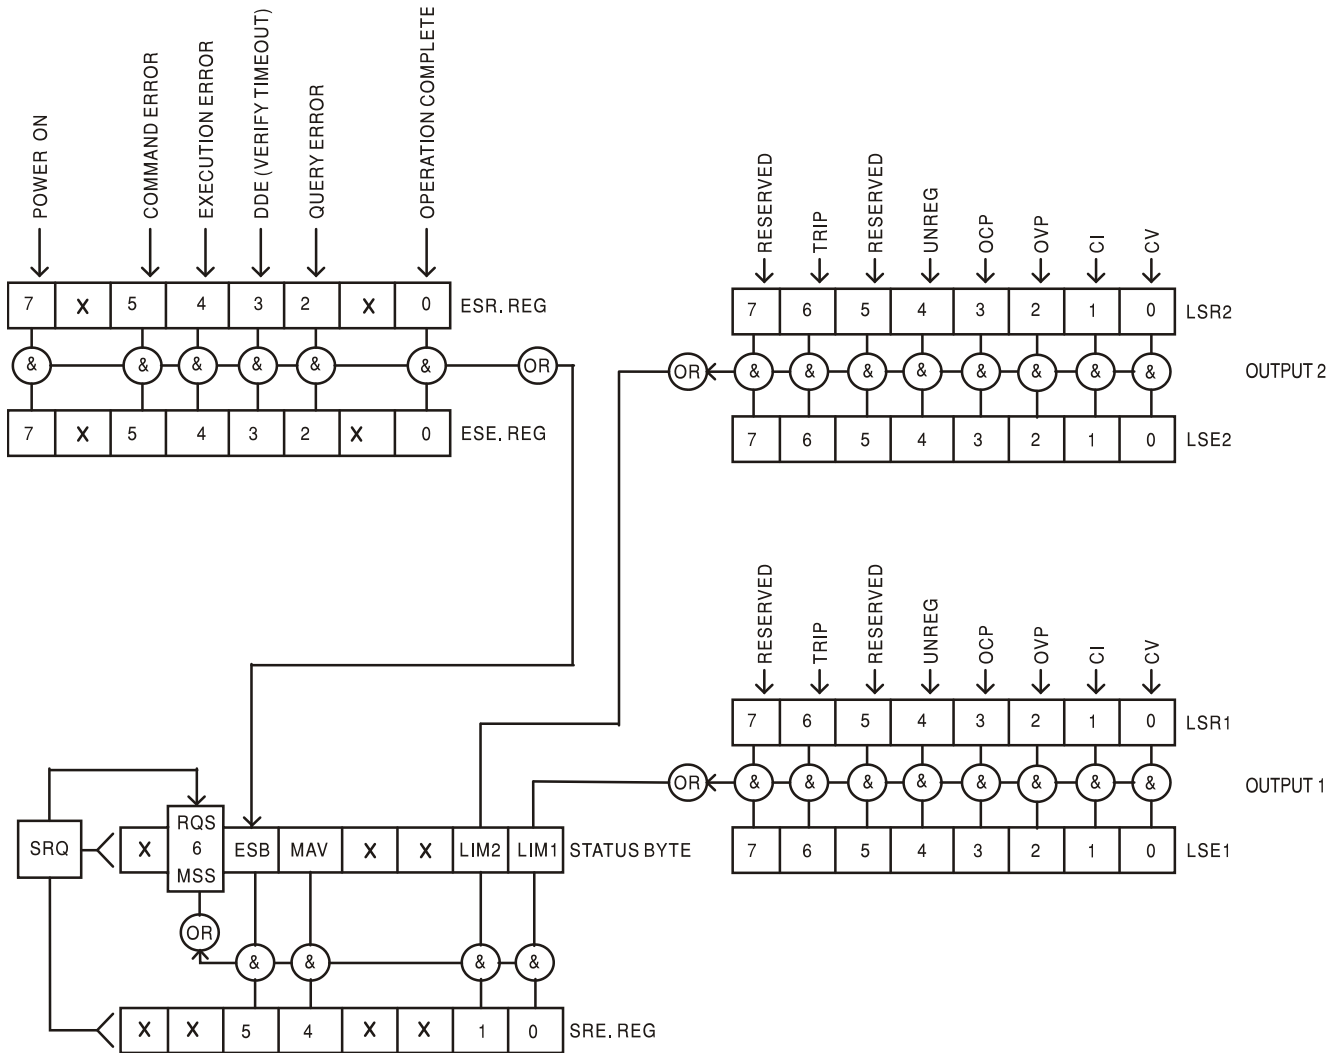 POWER ON
COMMAND ERROR
EXECUTION ERROR
DDE (VERIFY TIMEOUT)
QUERY ERROR
OPERATION COMPLETE
7 X 5 4 3 2 X 0 ESR. REG
& & & & & & OR
7 X 5 4 3 2 X 0 ESE. REG
RESERVED
TRIP
RESERVED
UNREG
OCP
OVP
CI
CV
7 6 5 4 3 2 1 0 LSR2
OR & & & & & & & & OUTPUT 2
7 6 5 4 3 2 1 0 LSE2
RESERVED
TRIP
RESERVED
UNREG
OCP
OVP
CI
CV
7 6 5 4 3 2 1 0 LSR1
OR & & & & & & & & OUTPUT 1
7 6 5 4 3 2 1 0 LSE1
SRQ
X
RQS
6
MSS
ESB MAV X X LIM2 LIM1 STATUS BYTE
OR
& & & &
X X 5 4 X X 1 0 SRE. REG